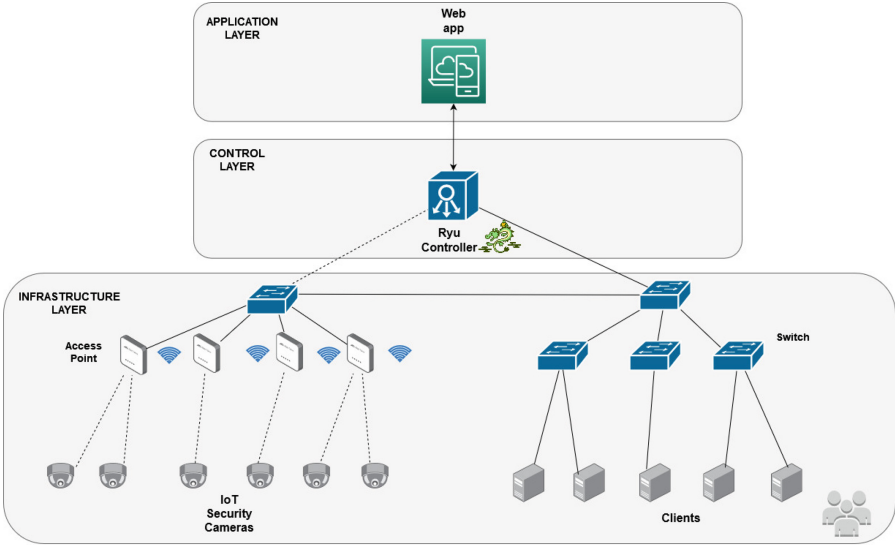 APPLICATION
LAYER
Web
app
CONTROL
LAYER
Ryu
Controller
INFRASTRUCTURE
LAYER
Access
Point
Switch
IoT
Security
Cameras
Clients